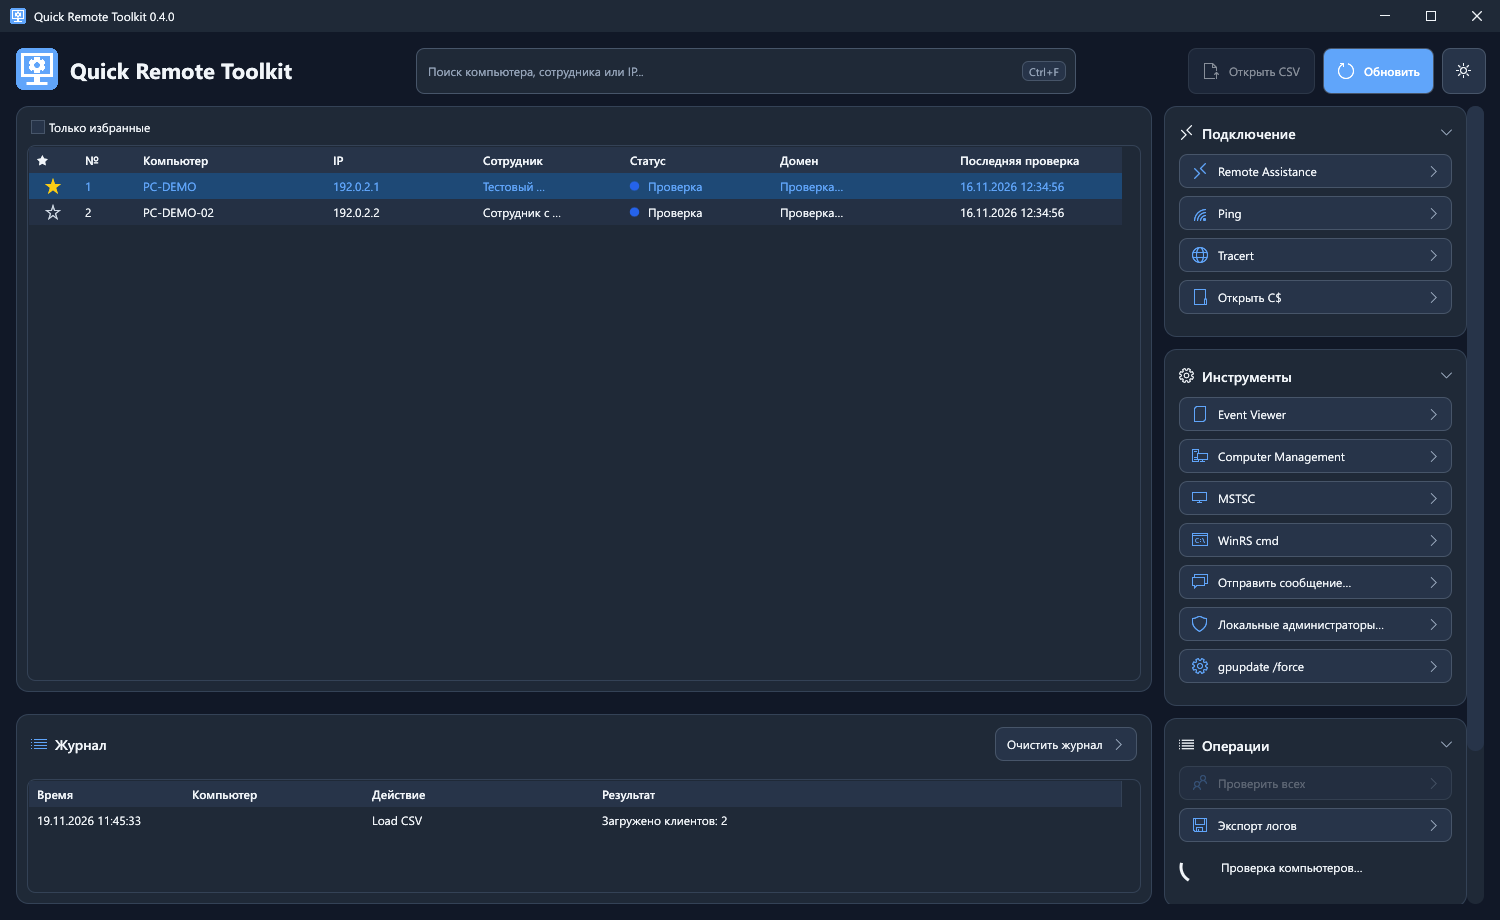 Quick Remote Toolkit 0.4.0
Quick Remote Toolkit
Поиск компьютера, сотрудника или IP...
Ctrl+F
Открыть CSV
Обновить
Только избранные
№ Компьютер IP Сотрудник Статус Домен Последняя проверка
1 PC-DEMO 192.0.2.1 Тестовый ... Проверка Проверка... 16.11.2026 12:34:56
2 PC-DEMO-02 192.0.2.2 Сотрудник с ... Проверка Проверка... 16.11.2026 12:34:56
Подключение
Remote Assistance
Ping
Tracert
Открыть C$
Инструменты
Event Viewer
Computer Management
MSTSC
WinRS cmd
Отправить сообщение...
Локальные администраторы...
gpupdate /force
Журнал
Очистить журнал
Время Компьютер Действие Результат
19.11.2026 11:45:33 Load CSV Загружено клиентов: 2
Операции
Проверить всех
Экспорт логов
Проверка компьютеров...